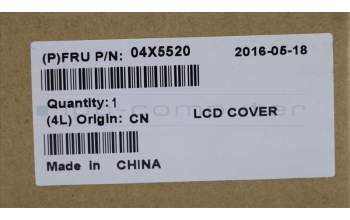 (P)FRU P/N: 04X5520 2016-05-18
Quantity: 1
(4L) Origin: CN LCD COVER
Made in CHINA